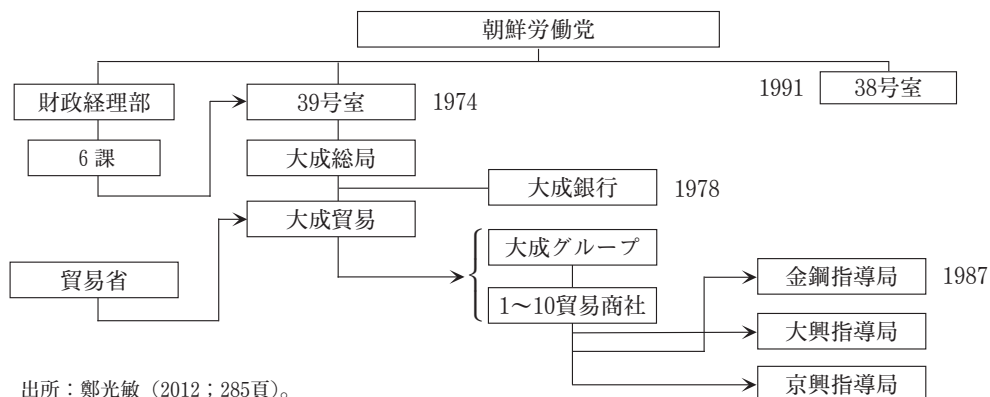 朝鮮労働党
財政経理部
39号室 1974
1991 38号室
6課
大成総局
大成銀行 1978
大成貿易
大成グループ
貿易省
金鋼指導局 1987
1～10貿易商社
大興指導局
京興指導局
出所：鄭光敏（2012；285頁）。